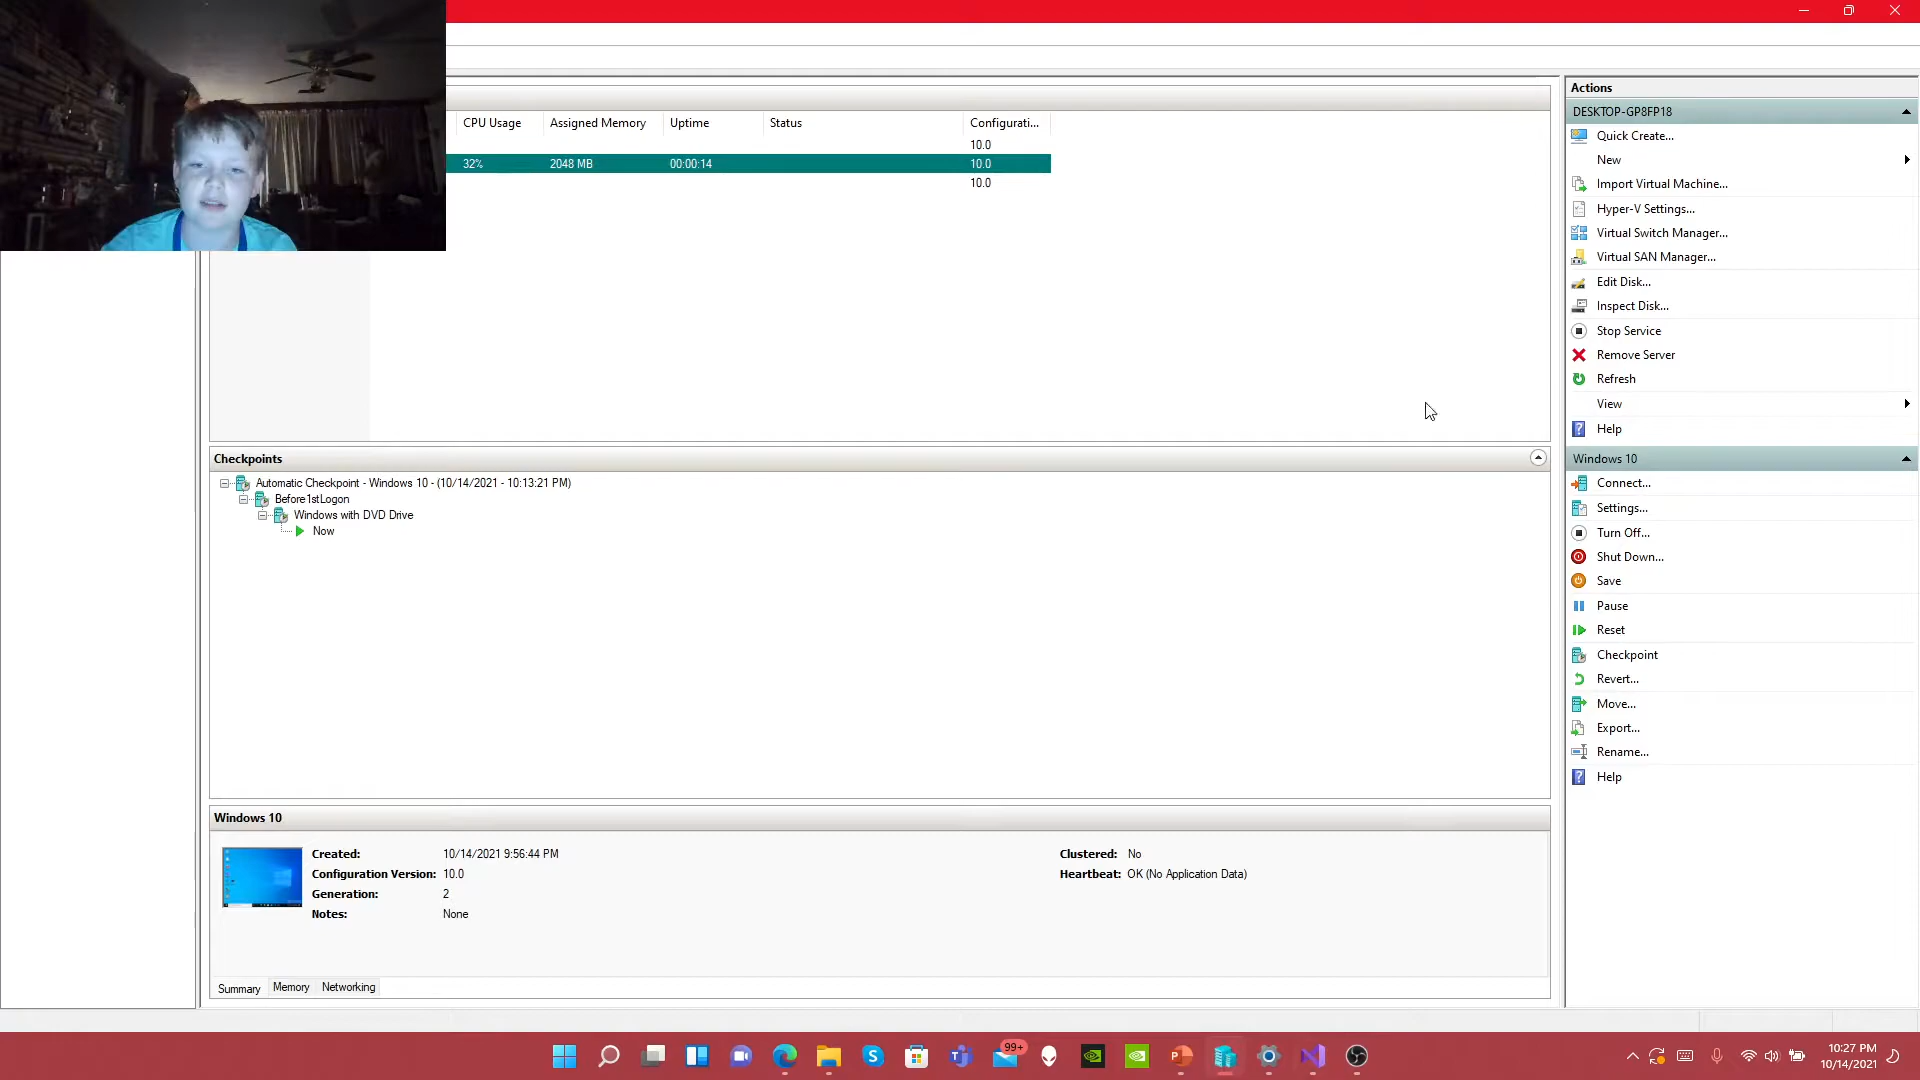 CPU Usage Assigned Memory Uptime Status Configurati...
10.0
32% 2048 MB 00:00:14 10.0
10.0
Checkpoints
Automatic Checkpoint - Windows 10 - (10/14/2021 - 10:13:21 PM)
Before1stLogon
Windows with DVD Drive
Now
Windows 10
Created: 10/14/2021 9:56:44 PM Clustered: No
Configuration Version: 10.0 Heartbeat: OK (No Application Data)
Generation: 2
Notes: None
Summary Memory Networking
Actions
DESKTOP-GP8FP18
Quick Create...
New
Import Virtual Machine...
Hyper-V Settings...
Virtual Switch Manager...
Virtual SAN Manager...
Edit Disk...
Inspect Disk...
Stop Service
Remove Server
Refresh
View
Help
Windows 10
Connect...
Settings...
Turn Off...
Shut Down...
Save
Pause
Reset
Checkpoint
Revert...
Move...
Export...
Rename...
Help
99+
10:27 PM
10/14/2021